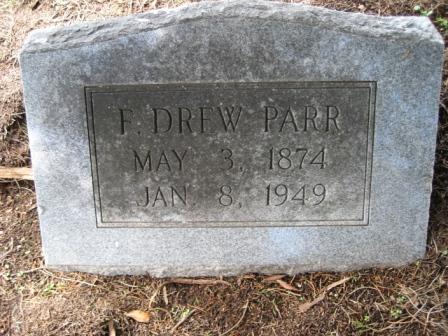 F. DREW PARR
MAY 3, 1874
JAN. 8, 1949